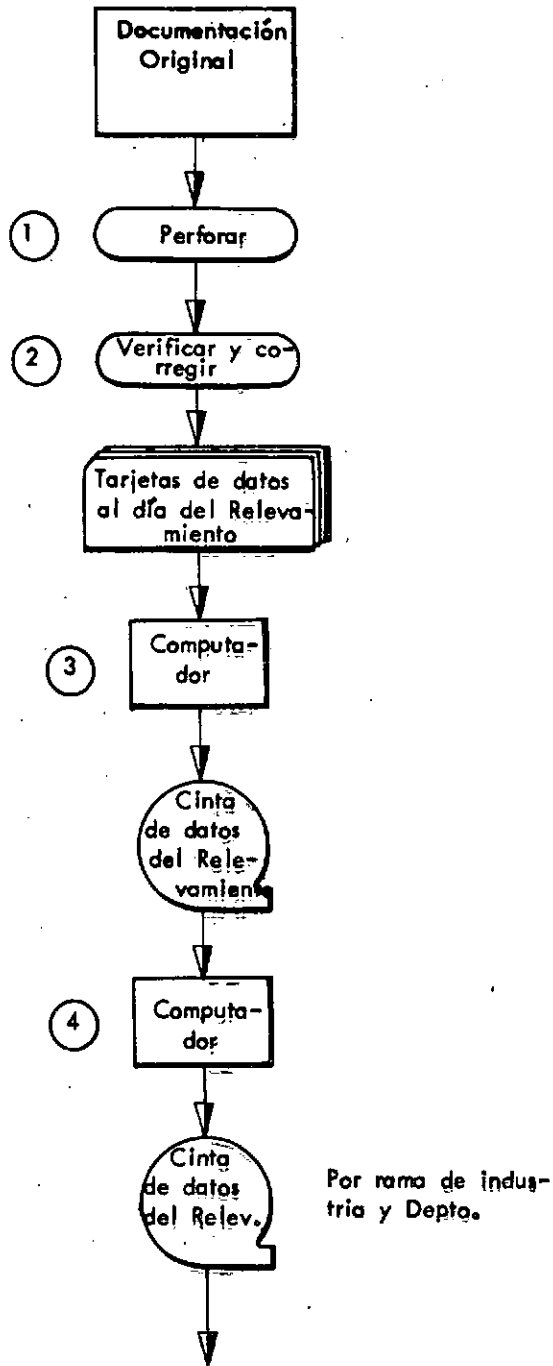 Documentación
Original
1
Perforar
2
Verificar y co-
rregir
Tarjetas de datos
al día del Releva-
miento
3
Computa-
dor
Cinta
de datos
del Rele-
vamiento
4
Computa-
dor
Cinta
de datos
del Relev.
Por rama de indus-
tria y Depto.